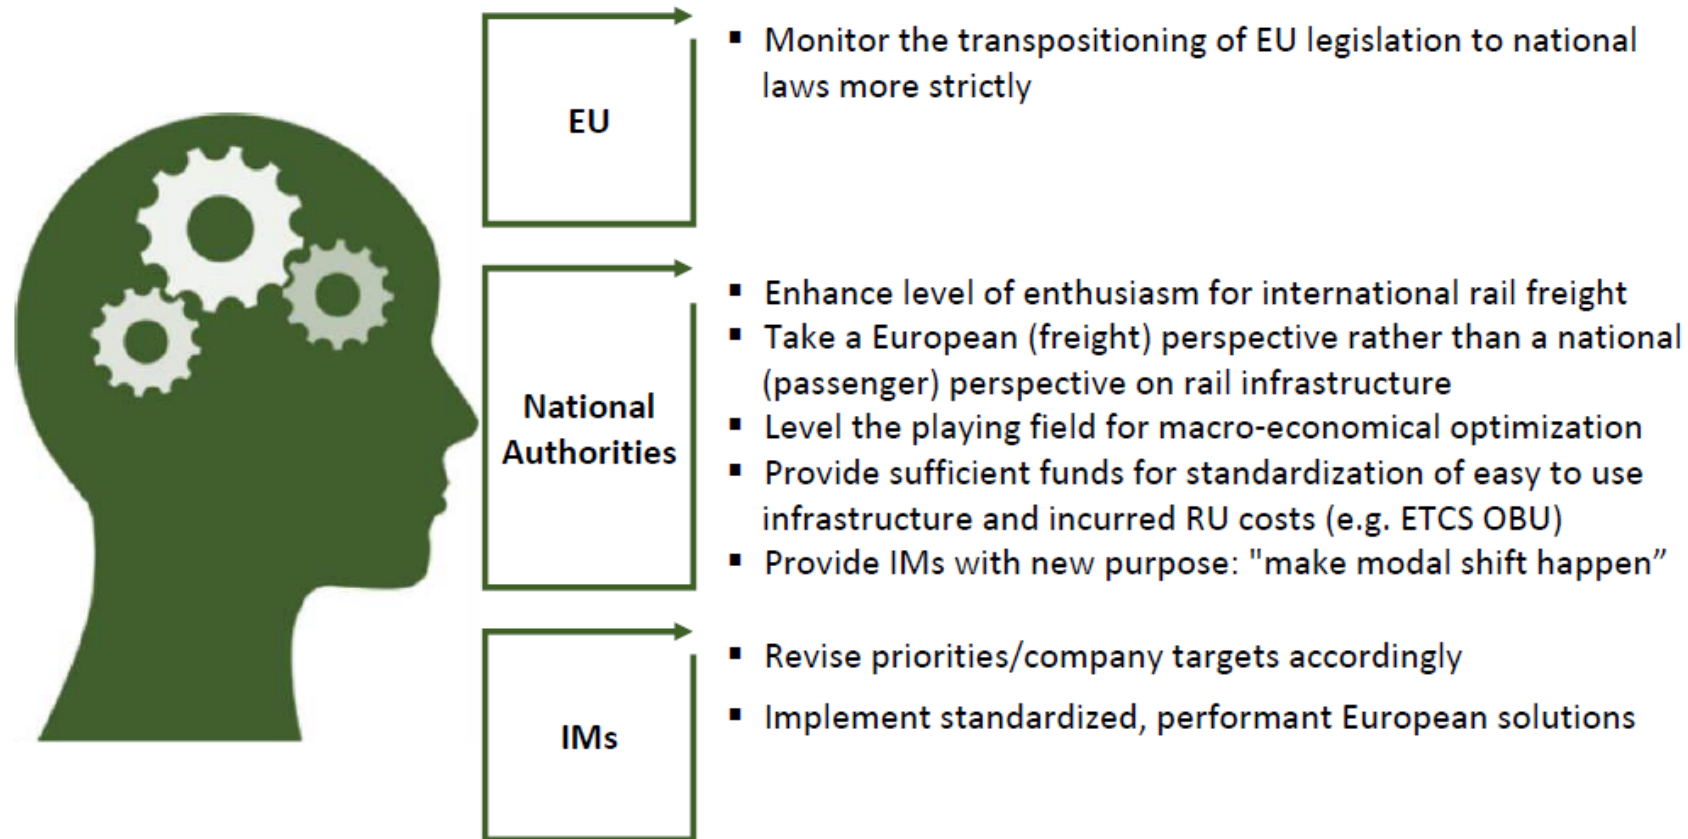 EU
▪ Monitor the transpositioning of EU legislation to national
laws more strictly
National
Authorities
▪ Enhance level of enthusiasm for international rail freight
▪ Take a European (freight) perspective rather than a national
(passenger) perspective on rail infrastructure
▪ Level the playing field for macro-economical optimization
▪ Provide sufficient funds for standardization of easy to use
infrastructure and incurred RU costs (e.g. ETCS OBU)
▪ Provide IMs with new purpose: "make modal shift happen”
IMs
▪ Revise priorities/company targets accordingly
▪ Implement standardized, performant European solutions